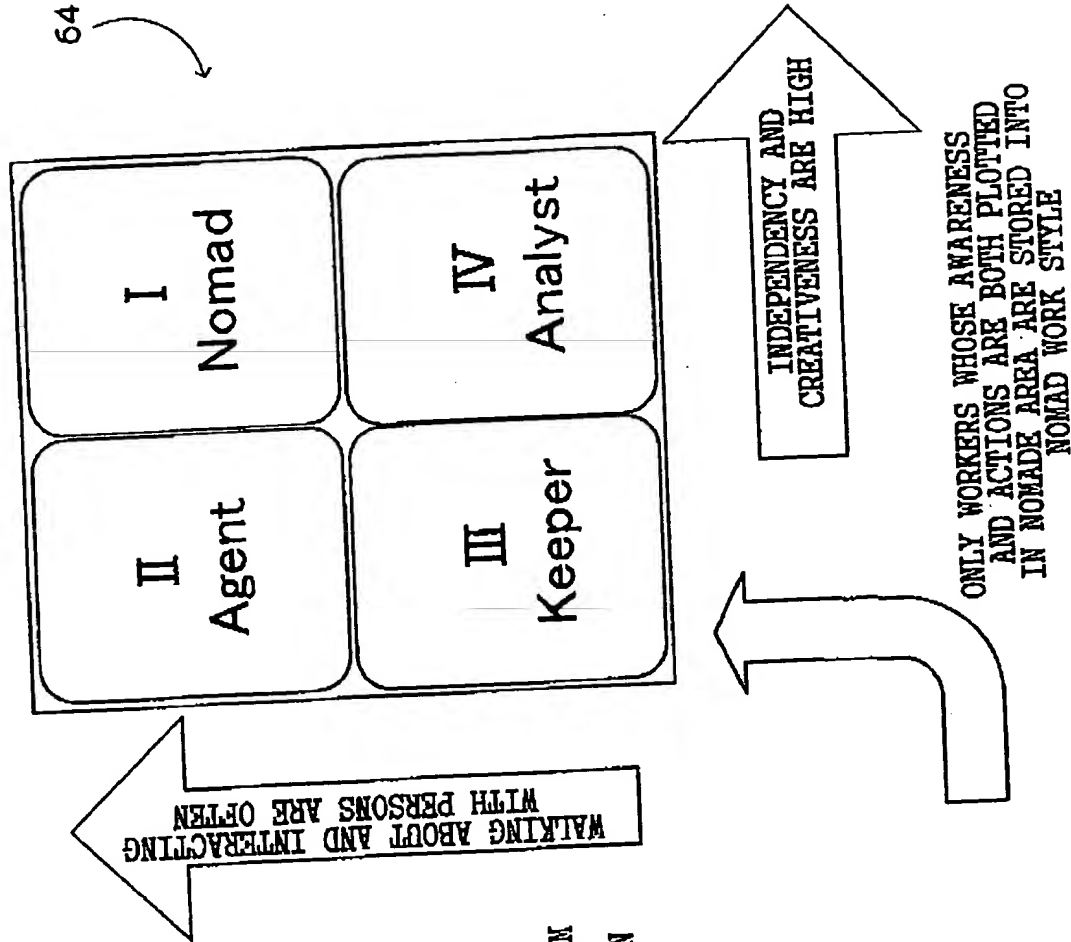 64
WALKING ABOUT AND INTERACTING
WITH PERSONS ARE OFTEN
II
Agent
I
Nomad
III
Keeper
IV
Analyst
INDEPENDENCY AND
CREATIVENESS ARE HIGH
ONLY WORKERS WHOSE AWARENESS
AND ACTIONS ARE BOTH PLOTTED
IN NOMADE AREA ARE STORED INTO
NOMAD WORK STYLE